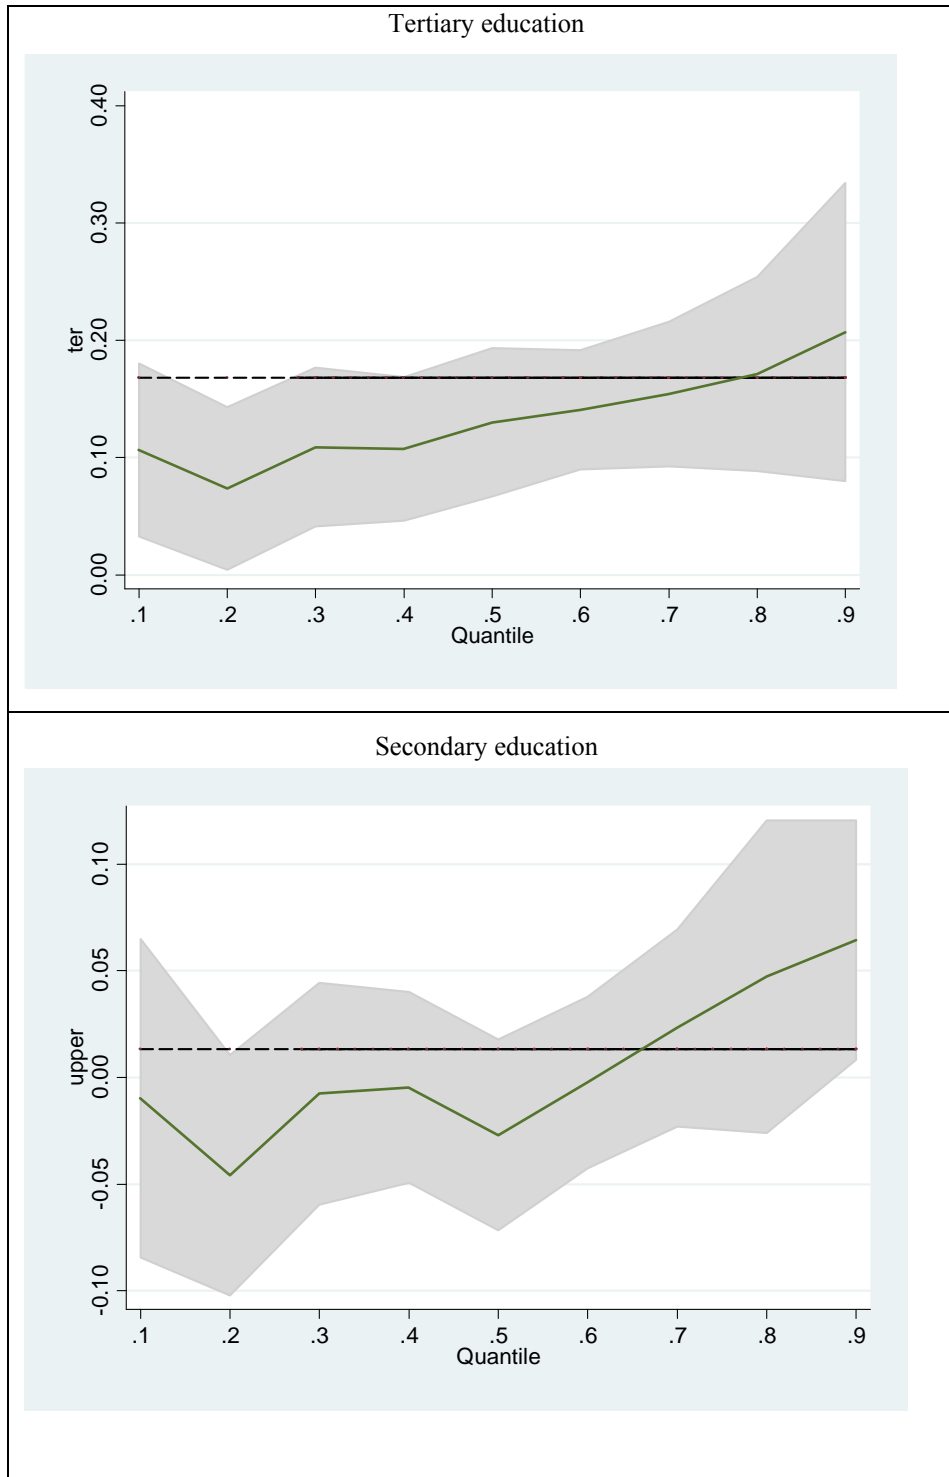 Tertiary education
0.40
0.30
0.20
0.10
0.00
ter
.1 .2 .3 .4 .5 .6 .7 .8 .9
Quantile
Secondary education
0.10
0.05
0.00
-0.05
-0.10
upper
.1 .2 .3 .4 .5 .6 .7 .8 .9
Quantile